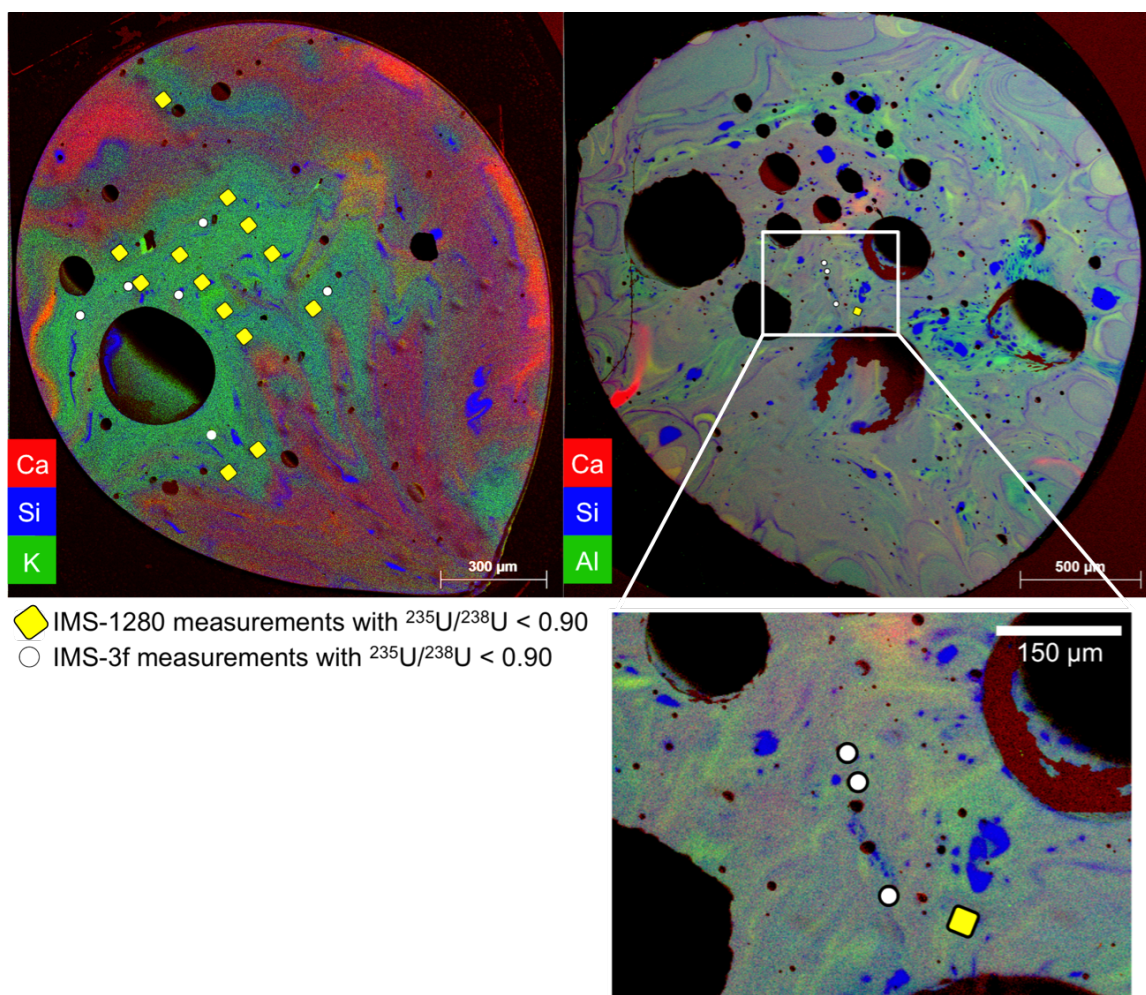 Ca
Si
K
300 µm
Ca
Si
Al
500 µm
IMS-1280 measurements with ²³⁵U/²³⁸U < 0.90
IMS-3f measurements with ²³⁵U/²³⁸U < 0.90
150 µm